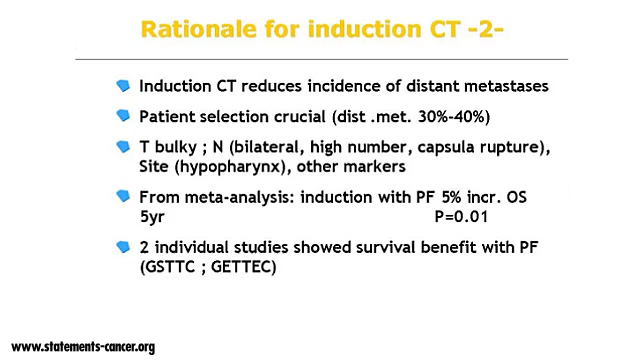 Rationale for induction CT -2-
Induction CT reduces incidence of distant metastases
Patient selection crucial (dist .met. 30%-40%)
T bulky ; N (bilateral, high number, capsula rupture),
Site (hypopharynx), other markers
From meta-analysis: induction with PF 5% incr. OS
5yr P=0.01
2 individual studies showed survival benefit with PF
(GSTTC ; GETTEC)
www.statements-cancer.org